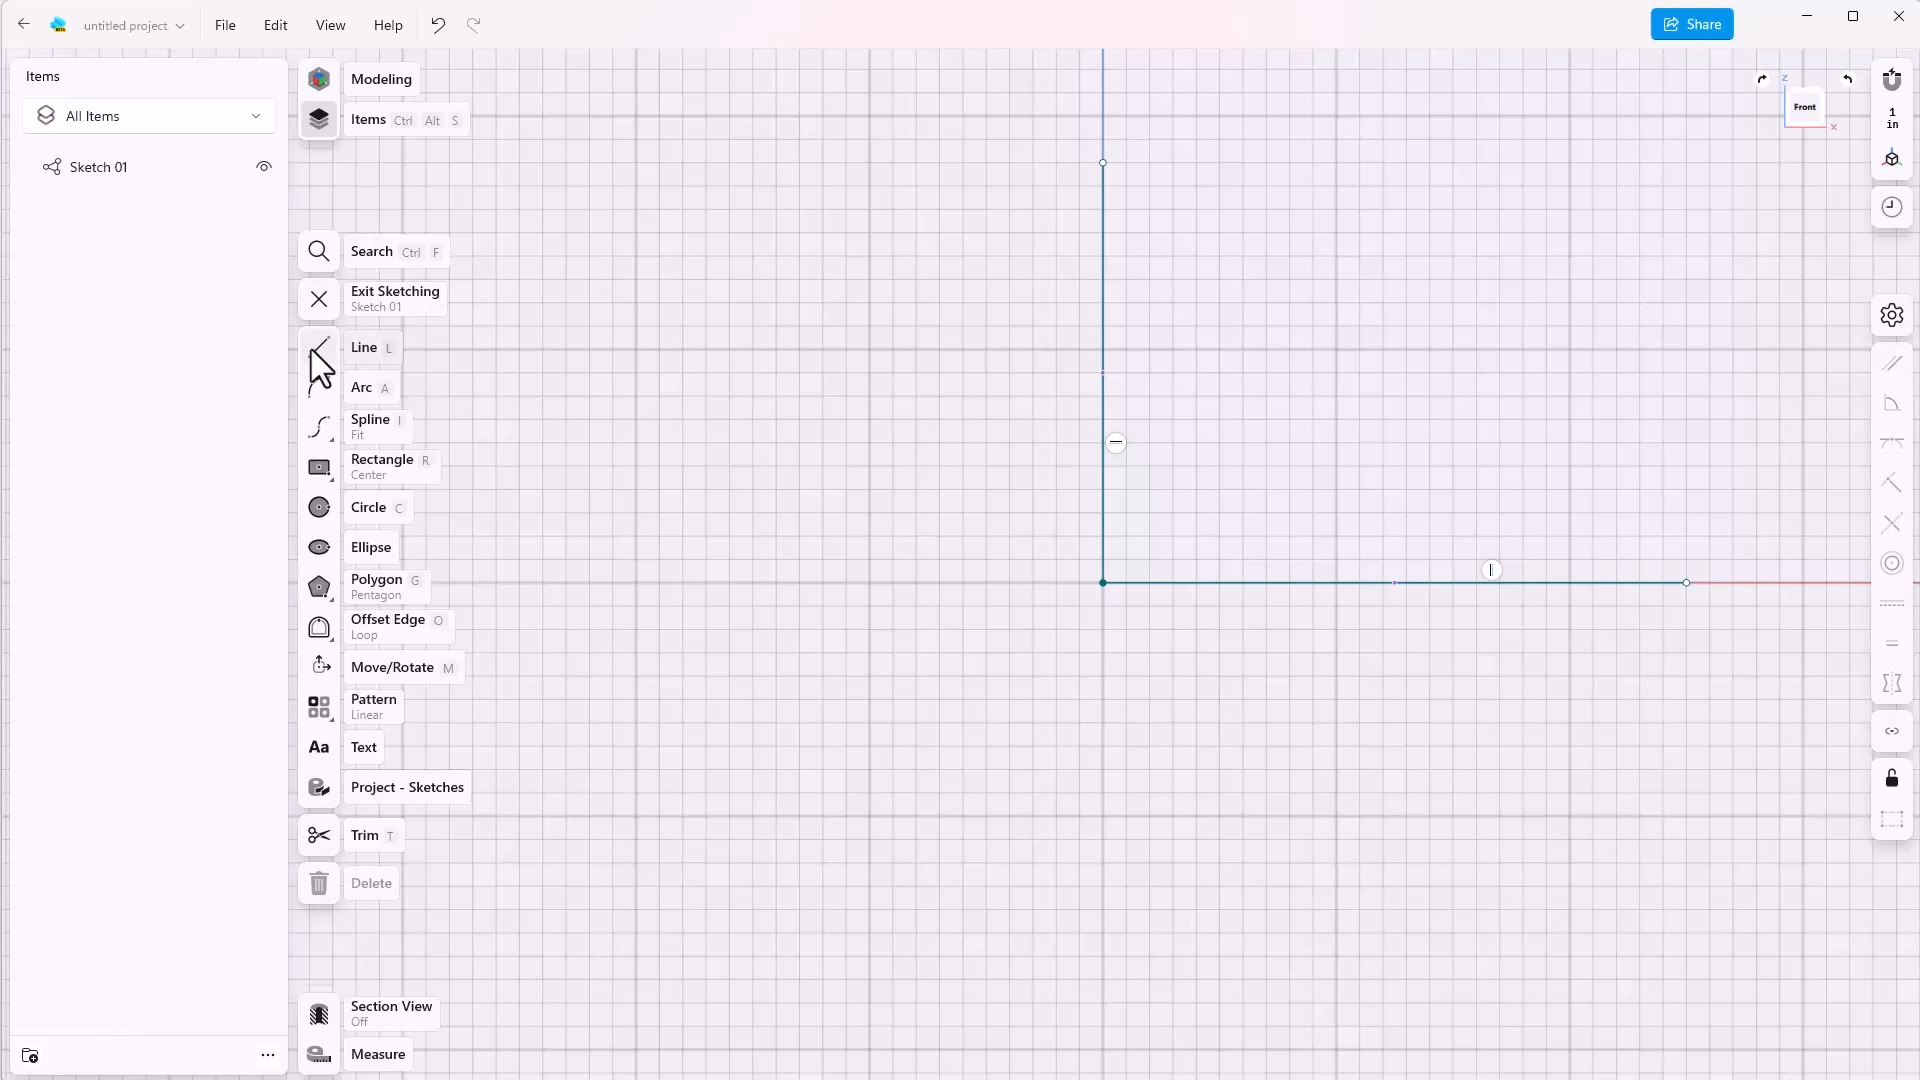 untitled project
File
Edit
View
Help
Share
Items
All Items
Sketch 01
Modeling
Items Ctrl Alt S
Search Ctrl F
Exit Sketching
Sketch 01
Line L
Arc A
Spline I
Fit
Rectangle R
Center
Circle C
Ellipse
Polygon G
Pentagon
Offset Edge O
Loop
Move/Rotate M
Pattern
Linear
Aa Text
Project - Sketches
Trim T
Delete
Section View
Off
Measure
Z
Front
X
1
in